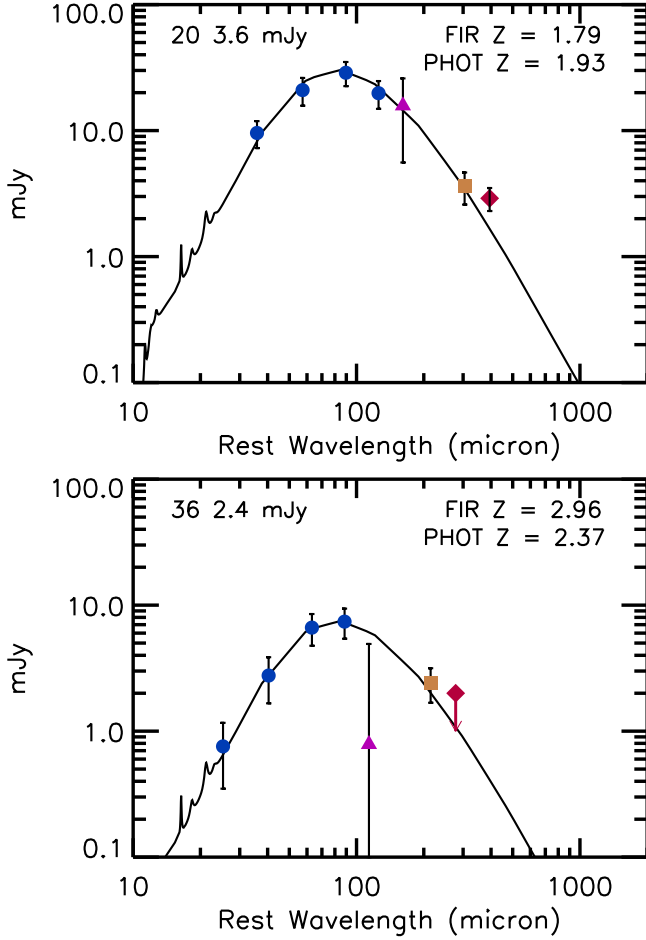 100.0
20 3.6 mJy
FIR Z = 1.79
PHOT Z = 1.93
10.0
mJy
1.0
0.1
10 100 1000
Rest Wavelength (micron)
100.0
36 2.4 mJy
FIR Z = 2.96
PHOT Z = 2.37
10.0
mJy
1.0
0.1
10 100 1000
Rest Wavelength (micron)